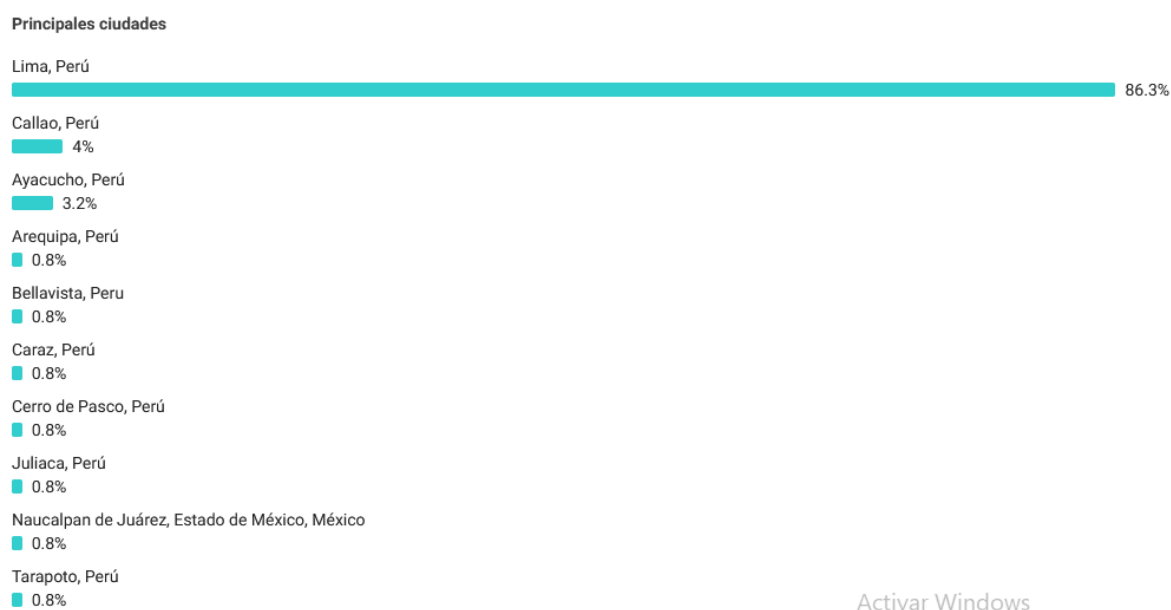 Principales ciudades
Lima, Perú
86.3%
Callao, Perú
4%
Ayacucho, Perú
3.2%
Arequipa, Perú
0.8%
Bellavista, Peru
0.8%
Caraz, Perú
0.8%
Cerro de Pasco, Perú
0.8%
Juliaca, Perú
0.8%
Naucalpan de Juárez, Estado de México, México
0.8%
Tarapoto, Perú
0.8%
Activar Windows